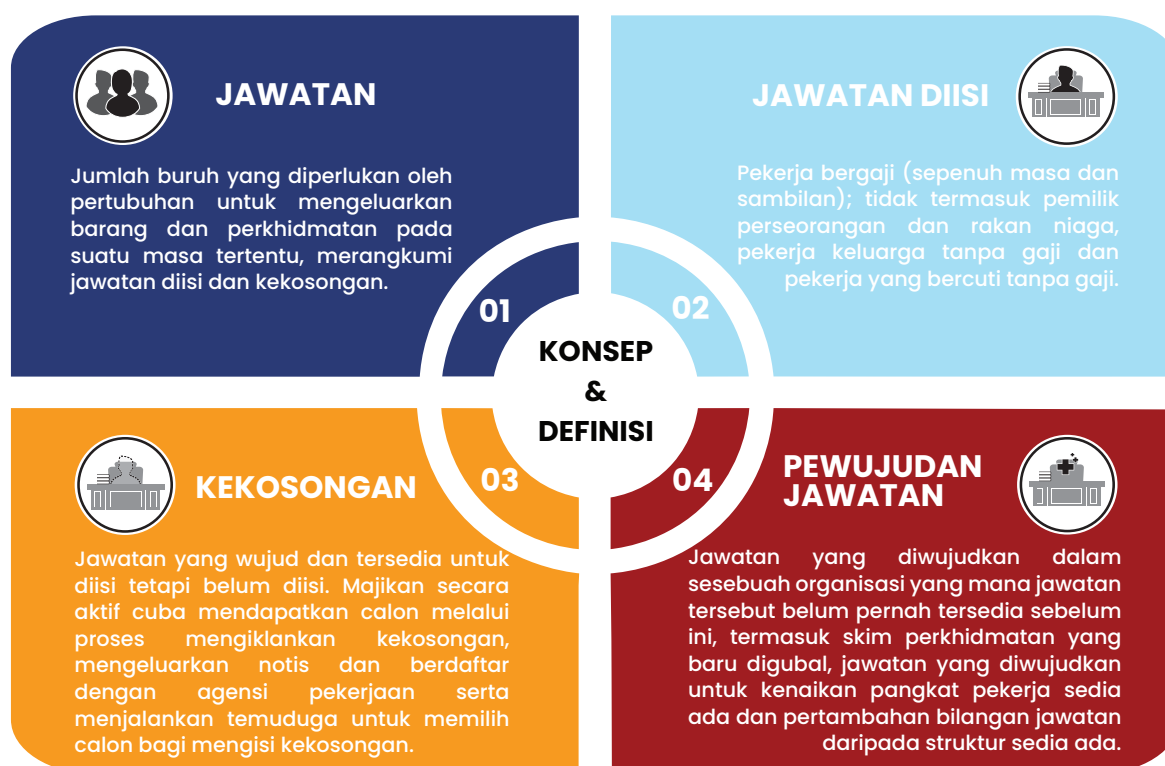 JAWATAN
Jumlah buruh yang diperlukan oleh
pertubuhan untuk mengeluarkan
barang dan perkhidmatan pada
suatu masa tertentu, merangkumi
jawatan diisi dan kekosongan.
01
JAWATAN DIISI
Pekerja bergaji (sepenuh masa dan
sambilan); tidak termasuk pemilik
perseorangan dan rakan niaga,
pekerja keluarga tanpa gaji dan
pekerja yang bercuti tanpa gaji.
02
KONSEP
&
DEFINISI
KEKOSONGAN
03
Jawatan yang wujud dan tersedia untuk
diisi tetapi belum diisi. Majikan secara
aktif cuba mendapatkan calon melalui
proses mengiklankan kekosongan,
mengeluarkan notis dan berdaftar
dengan agensi pekerjaan serta
menjalankan temuduga untuk memilih
calon bagi mengisi kekosongan.
04
PEWUJUDAN
JAWATAN
Jawatan yang diwujudkan dalam
sesebuah organisasi yang mana jawatan
tersebut belum pernah tersedia sebelum
ini, termasuk skim perkhidmatan yang
baru digubal, jawatan yang diwujudkan
untuk kenaikan pangkat pekerja sedia
ada dan pertambahan bilangan jawatan
daripada struktur sedia ada.